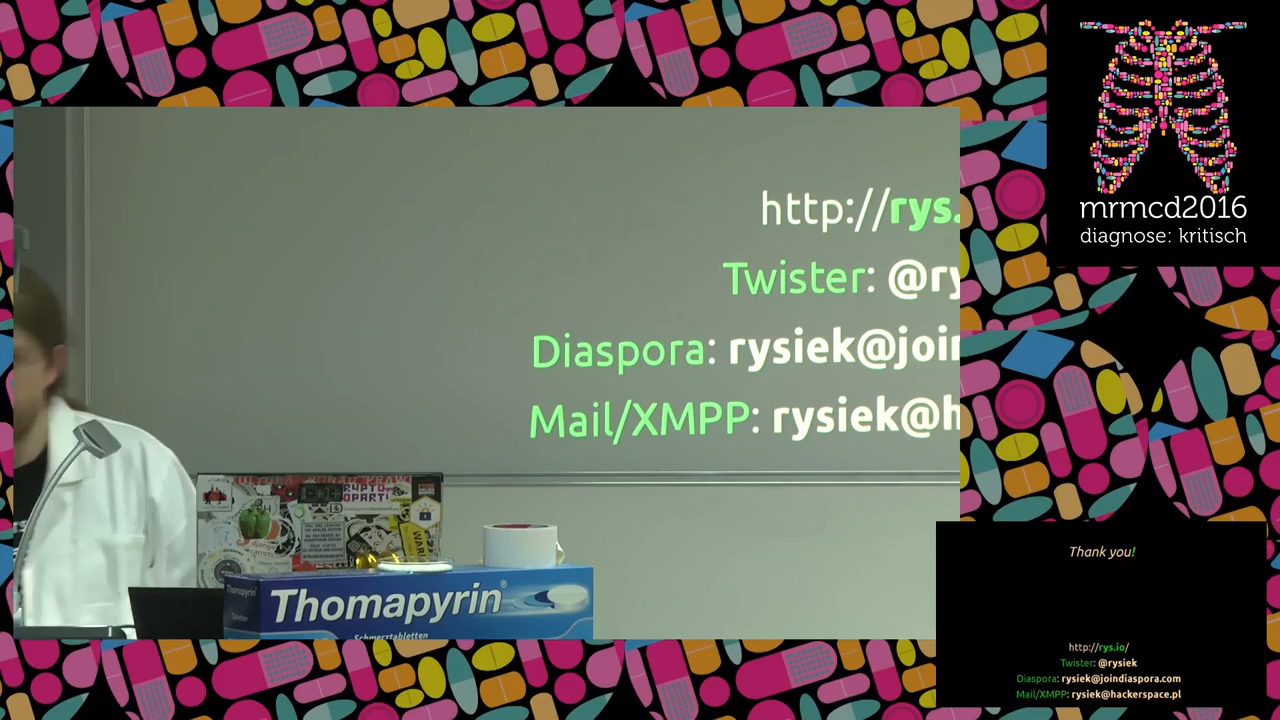 mrmcd2016
diagnose: kritisch
http://rys.
Twister: @ry
Diaspora: rysiek@join
Mail/XMPP: rysiek@h
Thomapyrin®
Schmerztabletten
Thank you!
http://rys.io/
Twister: @rysiek
Diaspora: rysiek@joindiaspora.com
Mail/XMPP: rysiek@hackerspace.pl